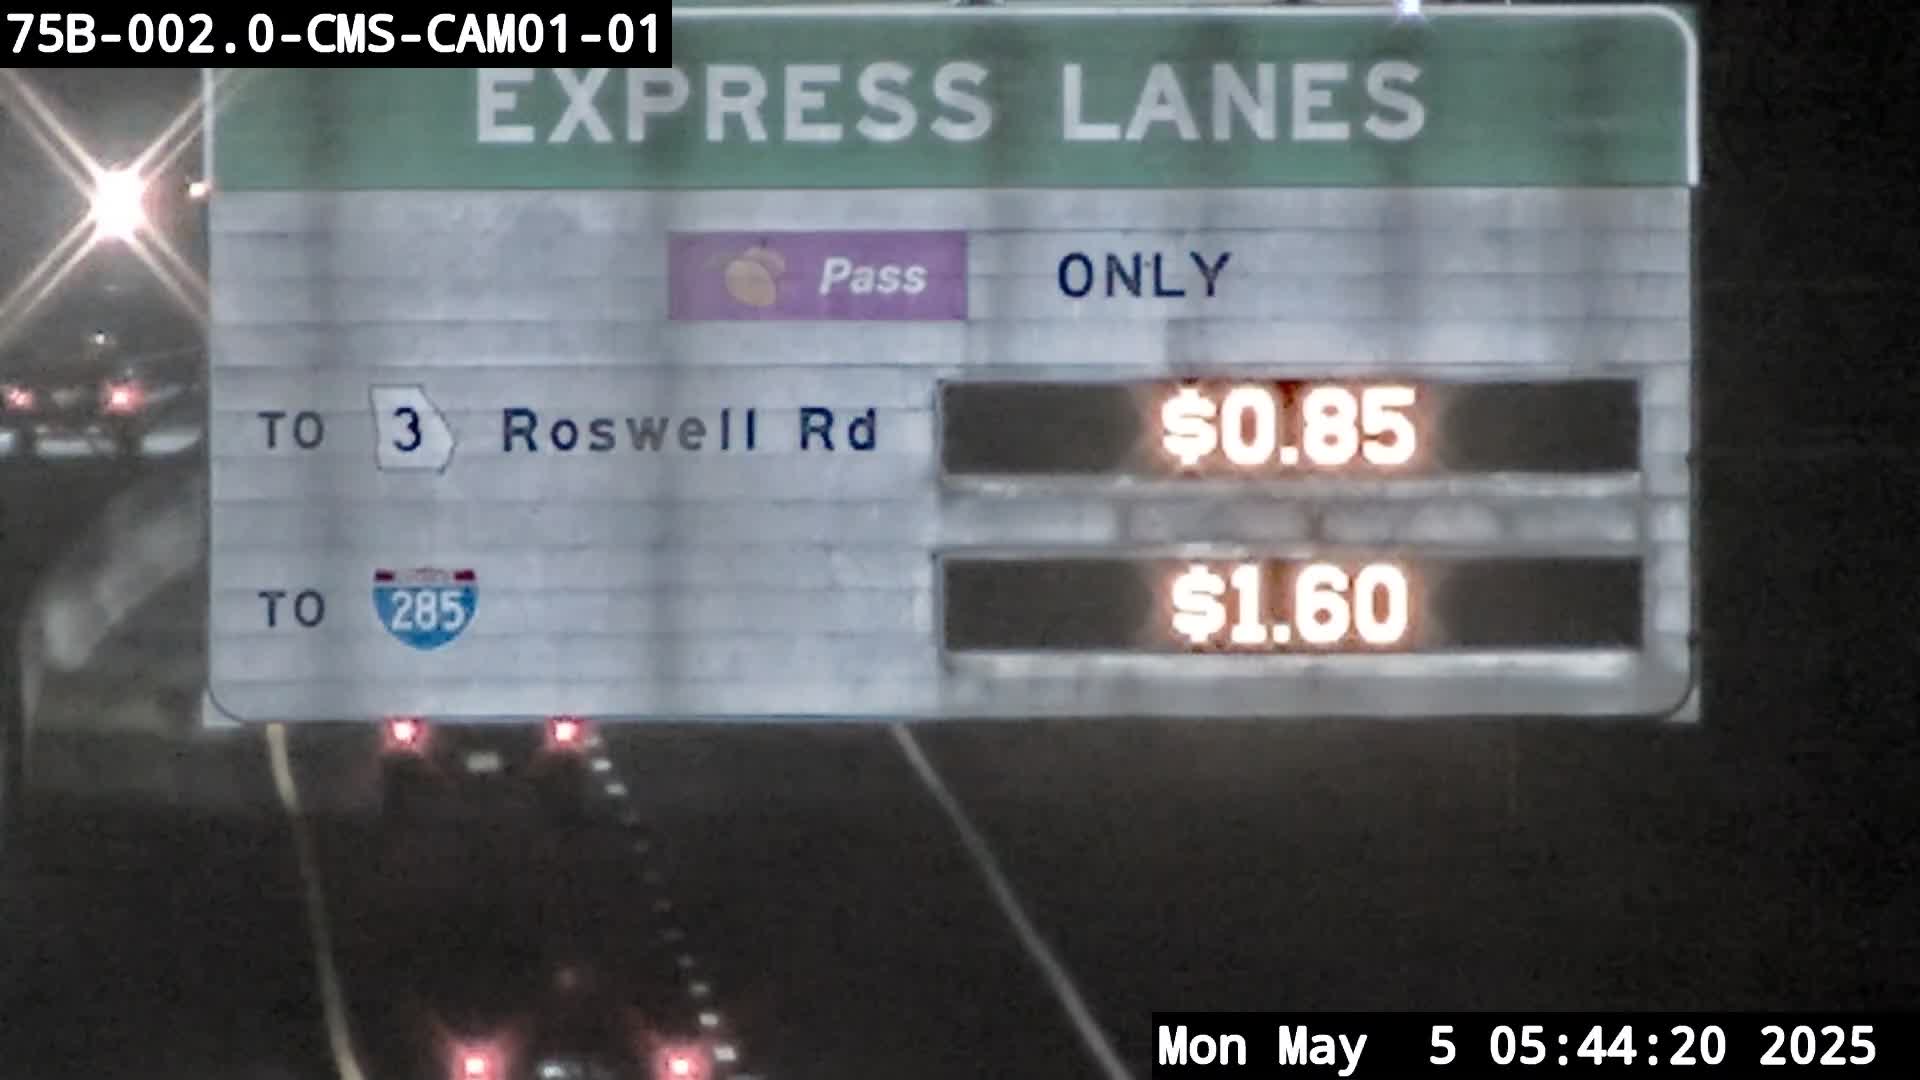 75B-002.0-CMS-CAM01-01
EXPRESS LANES
Pass ONLY
TO 3 Roswell Rd $0.85
TO 285 $1.60
Mon May 5 05:44:20 2025